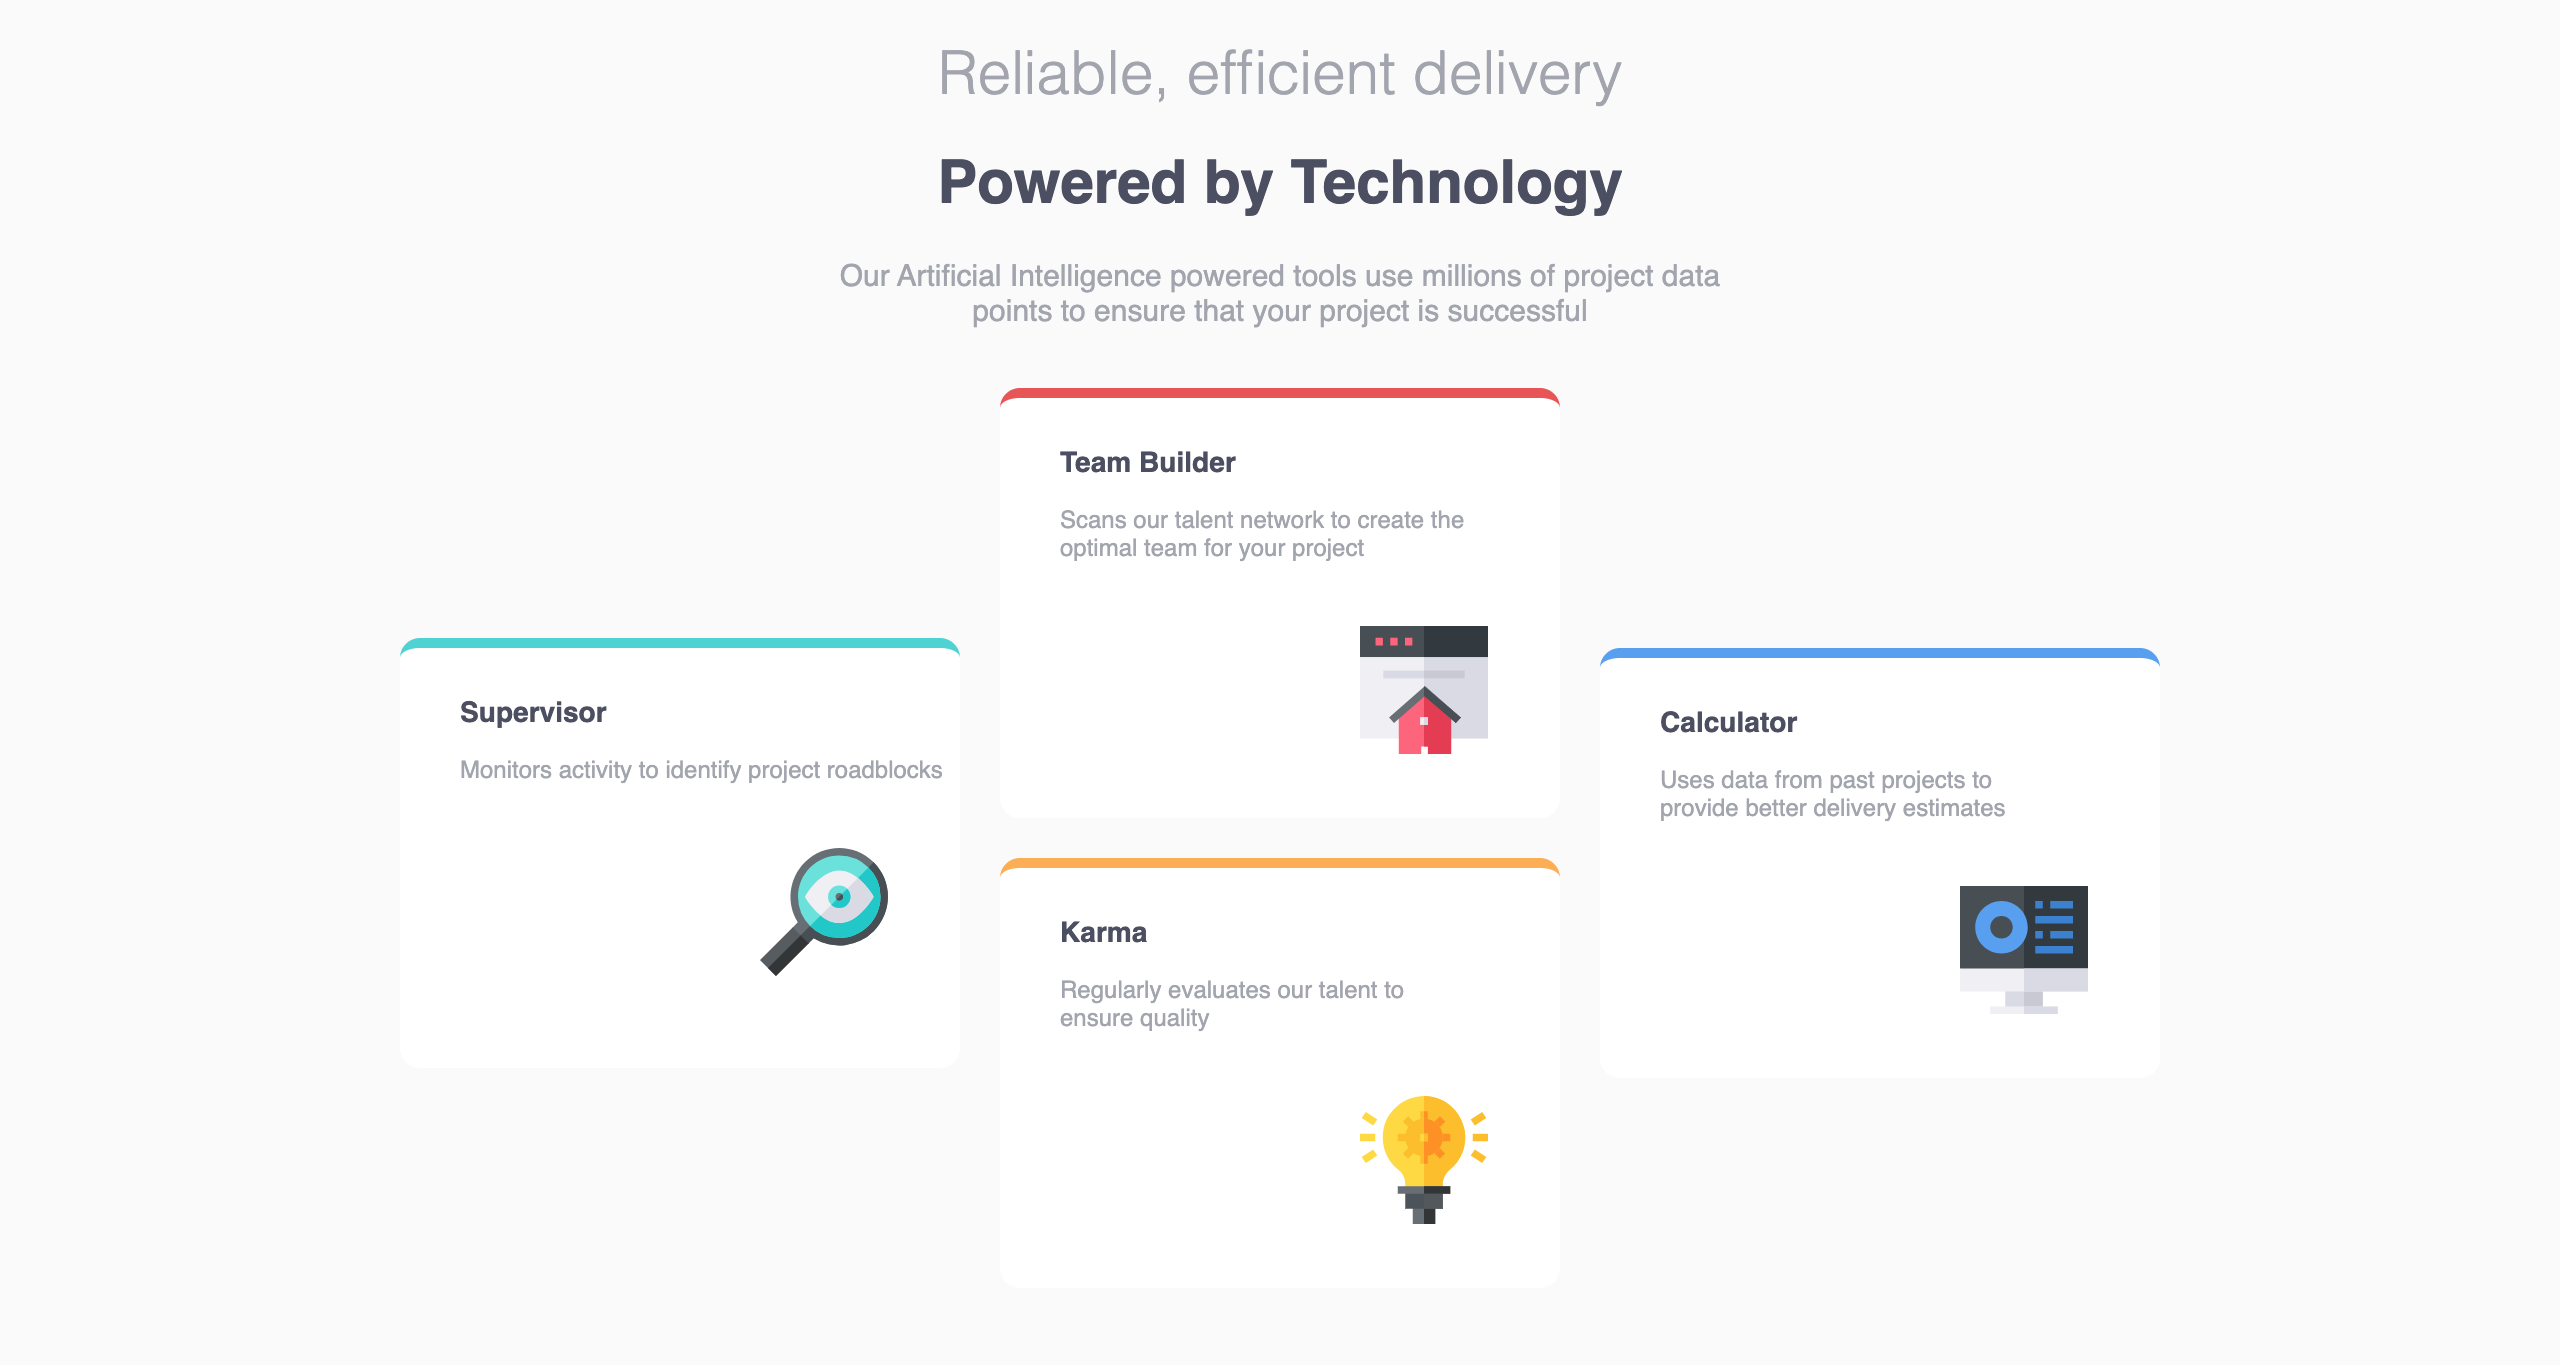 Reliable, efficient delivery
Powered by Technology
Our Artificial Intelligence powered tools use millions of project data
points to ensure that your project is successful
Supervisor
Monitors activity to identify project roadblocks
Team Builder
Scans our talent network to create the
optimal team for your project
Karma
Regularly evaluates our talent to
ensure quality
Calculator
Uses data from past projects to
provide better delivery estimates